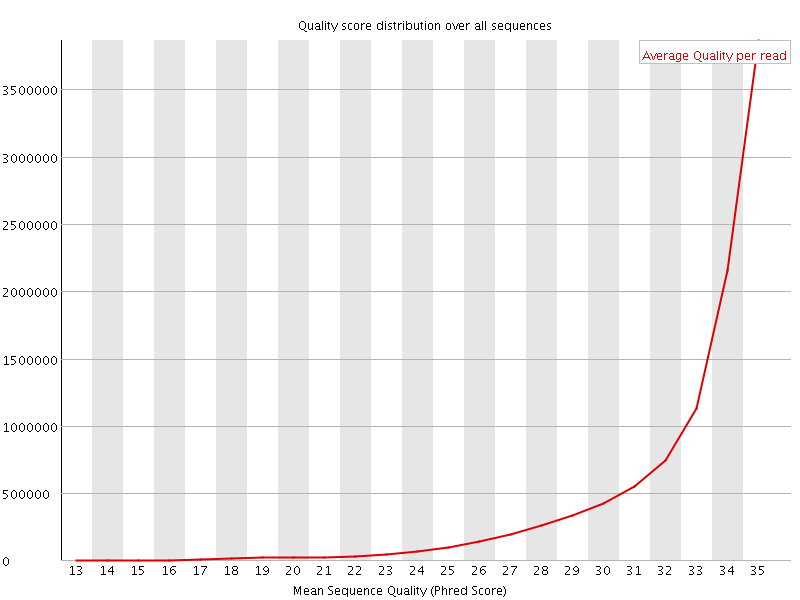 Quality score distribution over all sequences
Average Quality per read
3500000
3000000
2500000
2000000
1500000
1000000
500000
0
13 14 15 16 17 18 19 20 21 22 23 24 25 26 27 28 29 30 31 32 33 34 35
Mean Sequence Quality (Phred Score)